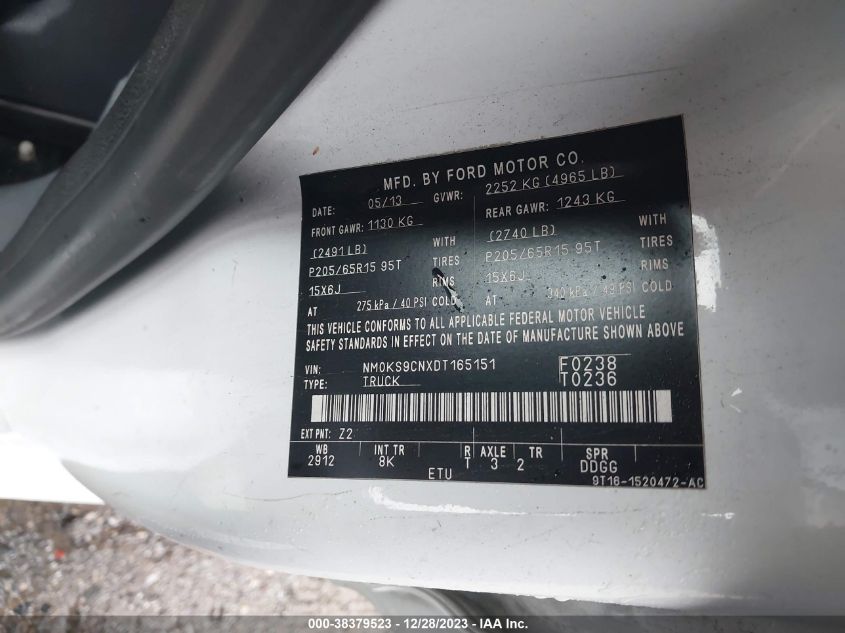 MFD. BY FORD MOTOR CO.
DATE: 05/13 GVWR: 2252 KG (4965 LB)
FRONT GAWR: 1130 KG REAR GAWR: 1243 KG
(2491 LB) WITH (2740 LB) WITH
P205/65R15 95T TIRES P205/65R15 95T TIRES
15X6J RIMS 15X6J RIMS
AT 275 kPa / 40 PSI COLD AT 340 kPa / 49 PSI COLD
THIS VEHICLE CONFORMS TO ALL APPLICABLE FEDERAL MOTOR VEHICLE
SAFETY STANDARDS IN EFFECT ON THE DATE OF MANUFACTURE SHOWN ABOVE
VIN: NM0KS9CNXDT165151 F0238
TYPE: TRUCK T0236
EXT PNT: Z2
WB INT TR R AXLE TR SPR
2912 8K T 3 2 DDGG
ETU 9T16-1520472-AC
000-38379523 - 12/28/2023 - IAA Inc.